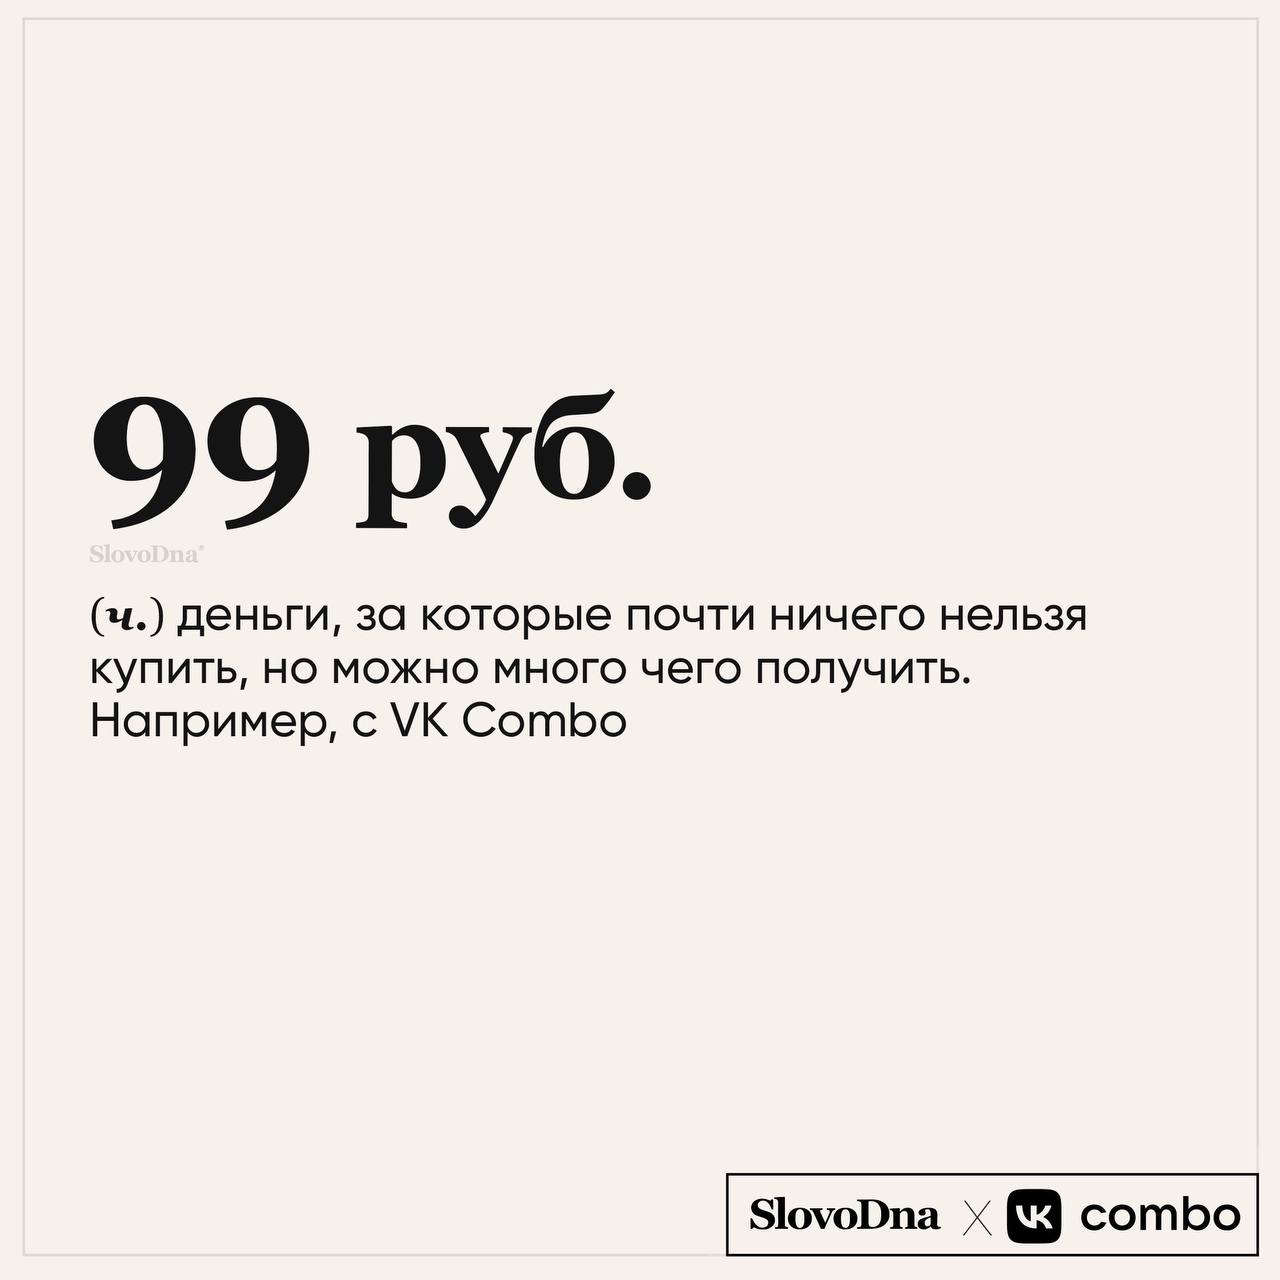 99 руб.
SlovoDna®
(ч.) деньги, за которые почти ничего нельзя
купить, но можно много чего получить.
Например, с VK Combo
SlovoDna X VK combo